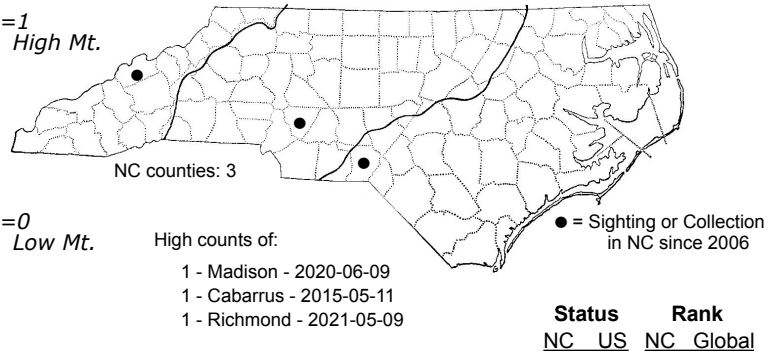 =1
High Mt.
NC counties: 3
=0
Low Mt.
High counts of:
1 - Madison - 2020-06-09
1 - Cabarrus - 2015-05-11
1 - Richmond - 2021-05-09
● = Sighting or Collection
in NC since 2006
Status Rank
NC US NC Global